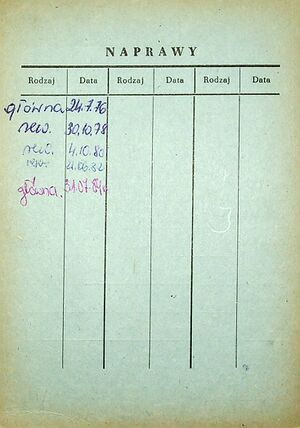 NAPRAWY
Rodzaj Data Rodzaj Data Rodzaj Data
główna 24.7.76
rew. 30.10.78
rew. 4.10.80
rew. 21.06.82
główna. 31.07.84